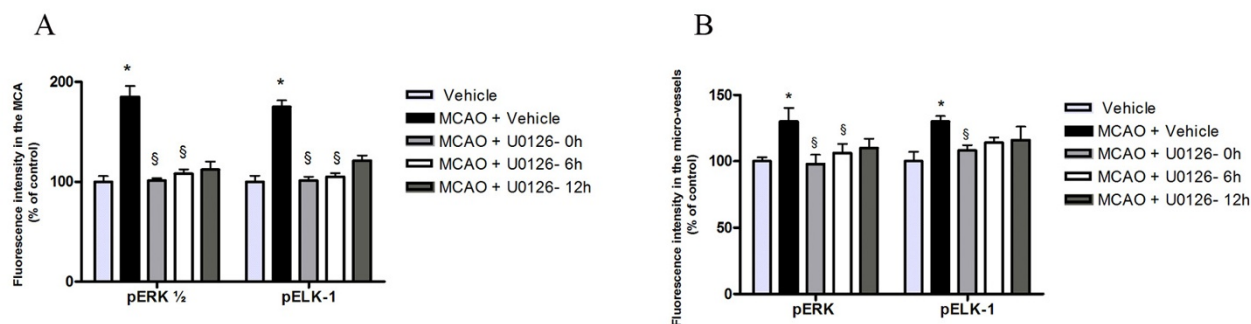 A
Fluorescence intensity in the MCA
(% of control)
200
100
0
*
§
§
*
§
§
pERK ½
pELK-1
Vehicle
MCAO + Vehicle
MCAO + U0126- 0h
MCAO + U0126- 6h
MCAO + U0126- 12h
B
Fluorescence intensity in the micro-vessels
(% of control)
150
100
50
0
*
§
§
*
§
pERK
pELK-1
Vehicle
MCAO + Vehicle
MCAO + U0126- 0h
MCAO + U0126- 6h
MCAO + U0126- 12h